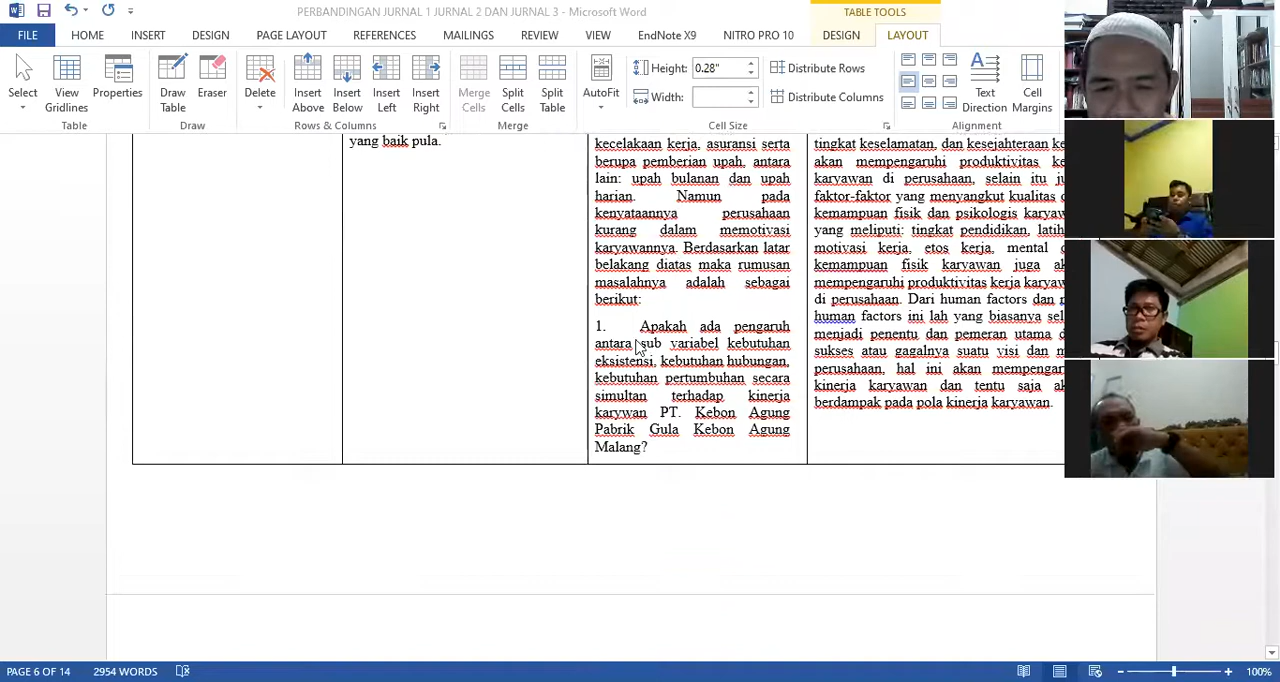 PERBANDINGAN JURNAL 1 JURNAL 2 DAN JURNAL 3 - Microsoft Word
TABLE TOOLS
FILE HOME INSERT DESIGN PAGE LAYOUT REFERENCES MAILINGS REVIEW VIEW EndNote X9 NITRO PRO 10 DESIGN LAYOUT
Select
View Gridlines
Properties
Draw Table
Eraser
Delete
Insert Above
Insert Below
Insert Left
Insert Right
Merge Cells
Split Cells
Split Table
AutoFit
Height: 0.28"
Width:
Distribute Rows
Distribute Columns
Text Direction
Cell Margins
Table
Draw
Rows & Columns
Merge
Cell Size
Alignment
yang baik pula.
kecelakaan kerja, asuransi serta
berupa pemberian upah, antara
lain: upah bulanan dan upah
harian. Namun pada
kenyataannya perusahaan
kurang dalam memotivasi
karyawannya. Berdasarkan latar
belakang diatas maka rumusan
masalahnya adalah sebagai
berikut:
1. Apakah ada pengaruh
antara sub variabel kebutuhan
eksistensi, kebutuhan hubungan,
kebutuhan pertumbuhan secara
simultan terhadap kinerja
karywan PT. Kebon Agung
Pabrik Gula Kebon Agung
Malang?
tingkat keselamatan, dan kesejahteraan
akan mempengaruhi produktivitas
karyawan di perusahaan, selain itu
faktor-faktor yang menyangkut kualitas
kemampuan fisik dan psikologis
yang meliputi: tingkat pendidikan,
motivasi kerja, etos kerja, mental
kemampuan fisik karyawan juga
mempengaruhi produktivitas kerja
di perusahaan. Dari human factors dan
human factors ini lah yang biasanya
menjadi penentu dan pemeran utama
sukses atau gagalnya suatu visi dan
perusahaan, hal ini akan
kinerja karyawan dan tentu saja
berdampak pada pola kinerja karyawan.
PAGE 6 OF 14 2954 WORDS 100%